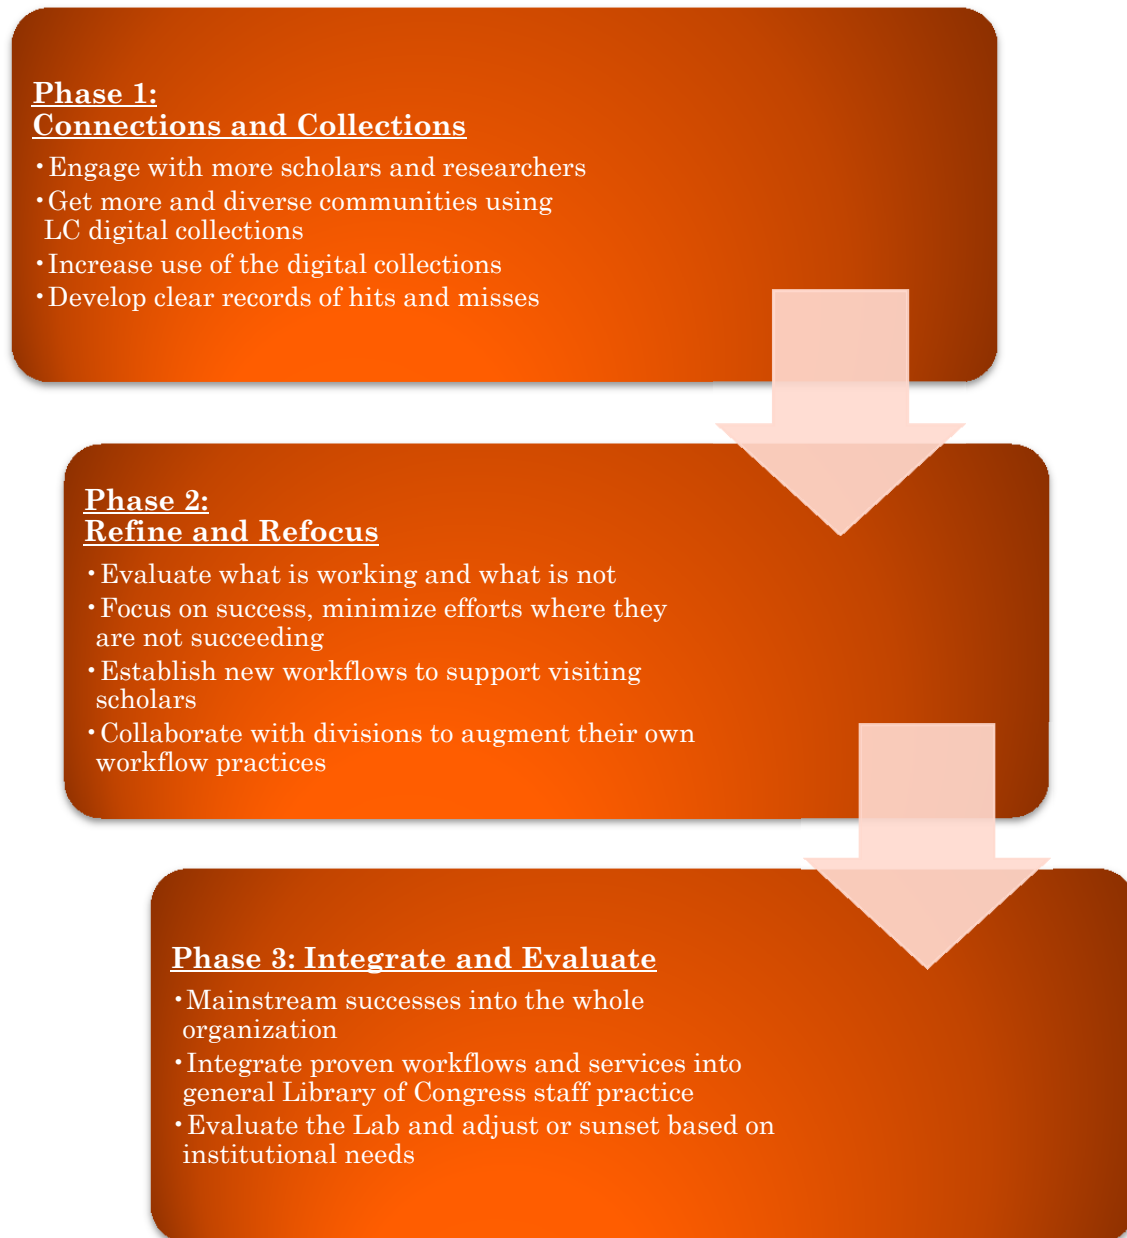 Phase 1:
Connections and Collections
•Engage with more scholars and researchers
•Get more and diverse communities using
LC digital collections
•Increase use of the digital collections
•Develop clear records of hits and misses
Phase 2:
Refine and Refocus
•Evaluate what is working and what is not
•Focus on success, minimize efforts where they
are not succeeding
•Establish new workflows to support visiting
scholars
•Collaborate with divisions to augment their own
workflow practices
Phase 3: Integrate and Evaluate
•Mainstream successes into the whole
organization
•Integrate proven workflows and services into
general Library of Congress staff practice
•Evaluate the Lab and adjust or sunset based on
institutional needs